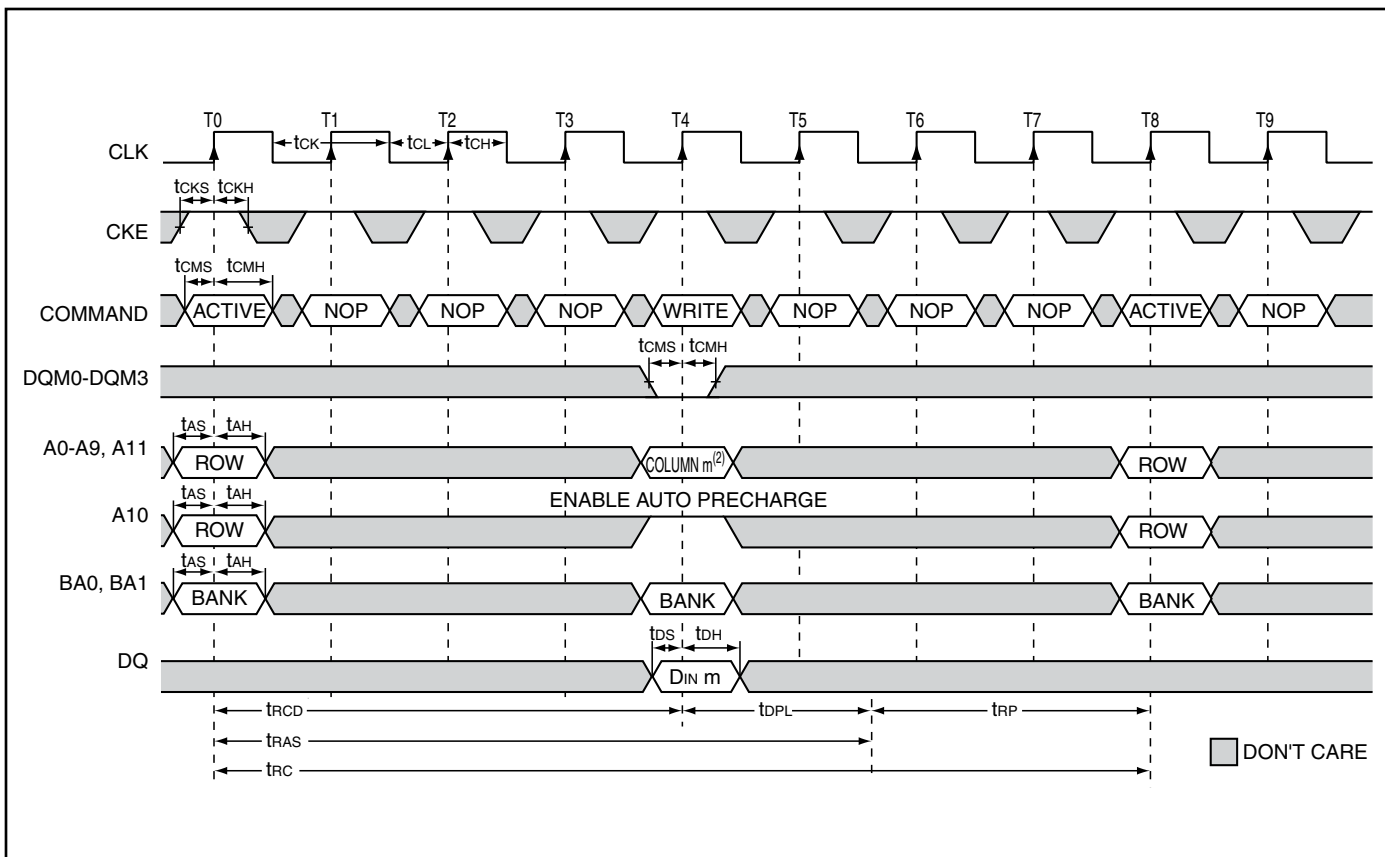 T0 T1 T2 T3 T4 T5 T6 T7 T8 T9
CLK tCK tCL tCH
tCKS tCKH
CKE
tCMS tCMH
COMMAND ACTIVE NOP NOP NOP WRITE NOP NOP NOP ACTIVE NOP
tCMS tCMH
DQM0-DQM3
tAS tAH
A0-A9, A11 ROW COLUMN m(2) ROW
tAS tAH ENABLE AUTO PRECHARGE
A10 ROW ROW
tAS tAH
BA0, BA1 BANK BANK BANK
tDS tDH
DQ DIN m
tRCD tDPL tRP
tRAS
DON'T CARE
tRC